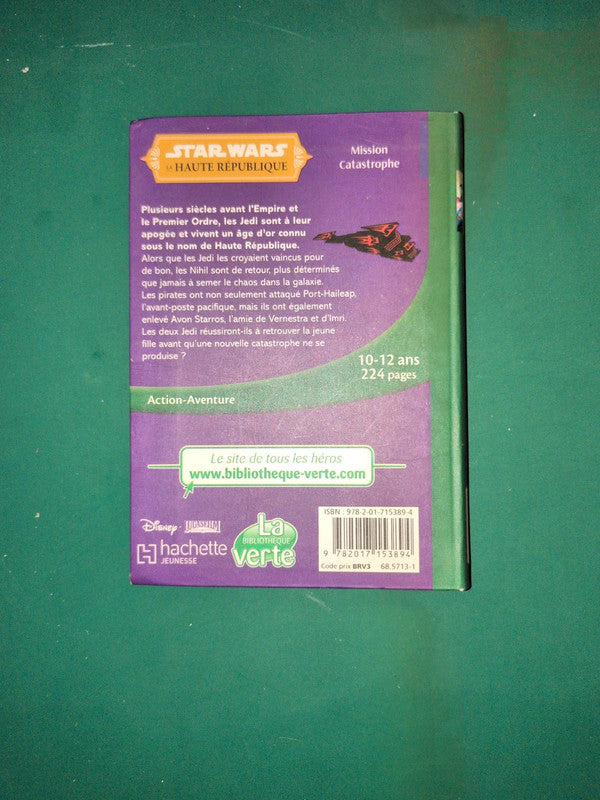 STAR WARS
LA HAUTE RÉPUBLIQUE
Mission
Catastrophe
Plusieurs siècles avant l'Empire et
le Premier Ordre, les Jedi sont à leur
apogée et vivent un âge d'or connu
sous le nom de Haute République.
Alors que les Jedi les croyaient vaincus pour
de bon, les Nihil sont de retour, plus déterminés
que jamais à semer le chaos dans la galaxie.
Les pirates ont non seulement attaqué Port-Haileap,
l'avant-poste pacifique, mais ils ont également
enlevé Avon Starros, l'amie de Vernestra et d'Imri.
Les deux Jedi réussiront-ils à retrouver la jeune
fille avant qu'une nouvelle catastrophe ne se
produise ?
10-12 ans
224 pages
Action-Aventure
Le site de tous les héros
www.bibliotheque-verte.com
Disney
LUCASFILM
hachette
JEUNESSE
La
BIBLIOTHÈQUE
verte
ISBN : 978-2-01-715389-4
9 782017 153894
Code prix BRV3
68.5713-1